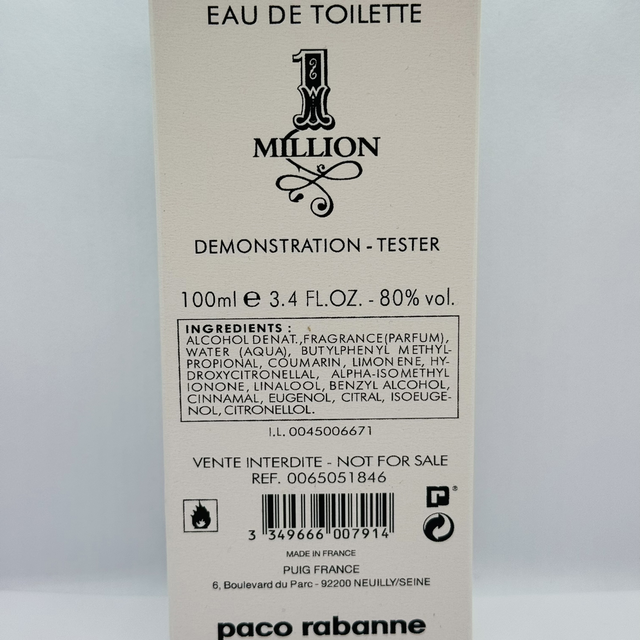 EAU DE TOILETTE
1
MILLION
DEMONSTRATION - TESTER
100ml e 3.4 FL.OZ. - 80% vol.
INGREDIENTS :
ALCOHOL DENAT., FRAGRANCE (PARFUM),
WATER (AQUA), BUTYLPHENYL METHYL-
PROPIONAL, COUMARIN, LIMONENE, HY-
DROXYCITRONELLAL, ALPHA-ISOMETHYL
IONONE, LINALOOL, BENZYL ALCOHOL,
CINNAMAL, EUGENOL, CITRAL, ISOEUGE-
NOL, CITRONELLOL.
I.L. 0045006671
VENTE INTERDITE - NOT FOR SALE
REF. 0065051846
3 349666 007914
MADE IN FRANCE
PUIG FRANCE
6, Boulevard du Parc - 92200 NEUILLY/SEINE
paco rabanne